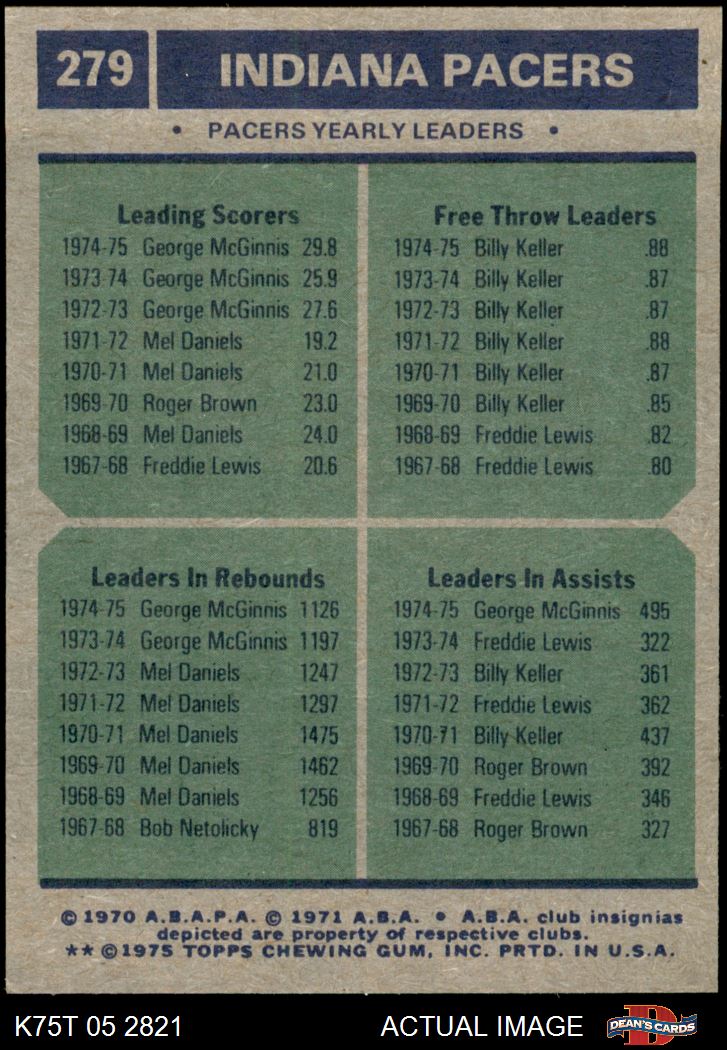 279 INDIANA PACERS
• PACERS YEARLY LEADERS •
Leading Scorers
1974-75 George McGinnis 29.8
1973-74 George McGinnis 25.9
1972-73 George McGinnis 27.6
1971-72 Mel Daniels 19.2
1970-71 Mel Daniels 21.0
1969-70 Roger Brown 23.0
1968-69 Mel Daniels 24.0
1967-68 Freddie Lewis 20.6
Free Throw Leaders
1974-75 Billy Keller .88
1973-74 Billy Keller .87
1972-73 Billy Keller .87
1971-72 Billy Keller .88
1970-71 Billy Keller .87
1969-70 Billy Keller .85
1968-69 Freddie Lewis .82
1967-68 Freddie Lewis .80
Leaders In Rebounds
1974-75 George McGinnis 1126
1973-74 George McGinnis 1197
1972-73 Mel Daniels 1247
1971-72 Mel Daniels 1297
1970-71 Mel Daniels 1475
1969-70 Mel Daniels 1462
1968-69 Mel Daniels 1256
1967-68 Bob Netolicky 819
Leaders In Assists
1974-75 George McGinnis 495
1973-74 Freddie Lewis 322
1972-73 Billy Keller 361
1971-72 Freddie Lewis 362
1970-71 Billy Keller 437
1969-70 Roger Brown 392
1968-69 Freddie Lewis 346
1967-68 Roger Brown 327
© 1970 A.B.A.P.A. © 1971 A.B.A. • A.B.A. club insignias
depicted are property of respective clubs.
** ©1975 TOPPS CHEWING GUM, INC. PRTD. IN U.S.A.
K75T 05 2821 ACTUAL IMAGE D DEAN'S CARDS